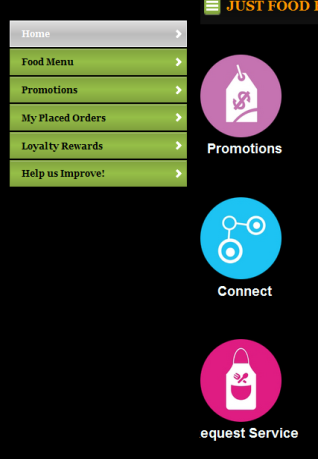 JUST FOOD
Home
Food Menu
Promotions
My Placed Orders
Loyalty Rewards
Help us Improve!
$
Promotions
Connect
equest Service